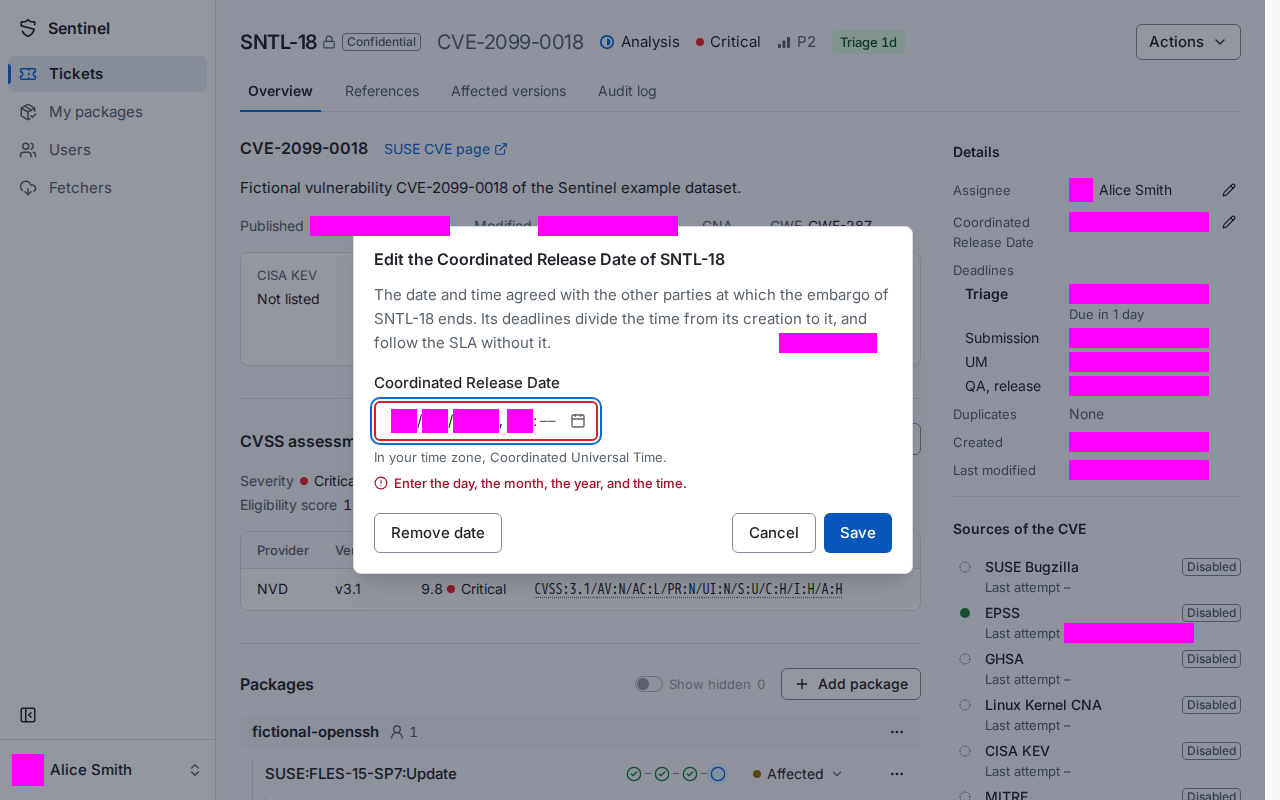 Sentinel
Tickets
My packages
Users
Fetchers
Alice Smith
SNTL-18 Confidential CVE-2099-0018 Analysis Critical P2 Triage 1d Actions
Overview References Affected versions Audit log
CVE-2099-0018 SUSE CVE page
Fictional vulnerability CVE-2099-0018 of the Sentinel example dataset.
Published Modified CNA CWE CWE-287
CISA KEV
Not listed
Edit the Coordinated Release Date of SNTL-18
The date and time agreed with the other parties at which the embargo of
SNTL-18 ends. Its deadlines divide the time from its creation to it, and
follow the SLA without it.
Coordinated Release Date
/ / , : ––
In your time zone, Coordinated Universal Time.
Enter the day, the month, the year, and the time.
Remove date Cancel Save
CVSS assessm
Severity Critica
Eligibility score 1
Provider Ver
NVD v3.1 9.8 Critical CVSS:3.1/AV:N/AC:L/PR:N/UI:N/S:U/C:H/I:H/A:H
Packages Show hidden 0 Add package
fictional-openssh 1
SUSE:FLES-15-SP7:Update Affected
Details
Assignee Alice Smith
Coordinated
Release Date
Deadlines
Triage
Due in 1 day
Submission
UM
QA, release
Duplicates None
Created
Last modified
Sources of the CVE
SUSE Bugzilla Disabled
Last attempt –
EPSS Disabled
Last attempt
GHSA Disabled
Last attempt –
Linux Kernel CNA Disabled
Last attempt –
CISA KEV Disabled
Last attempt –
MITRE Disabled